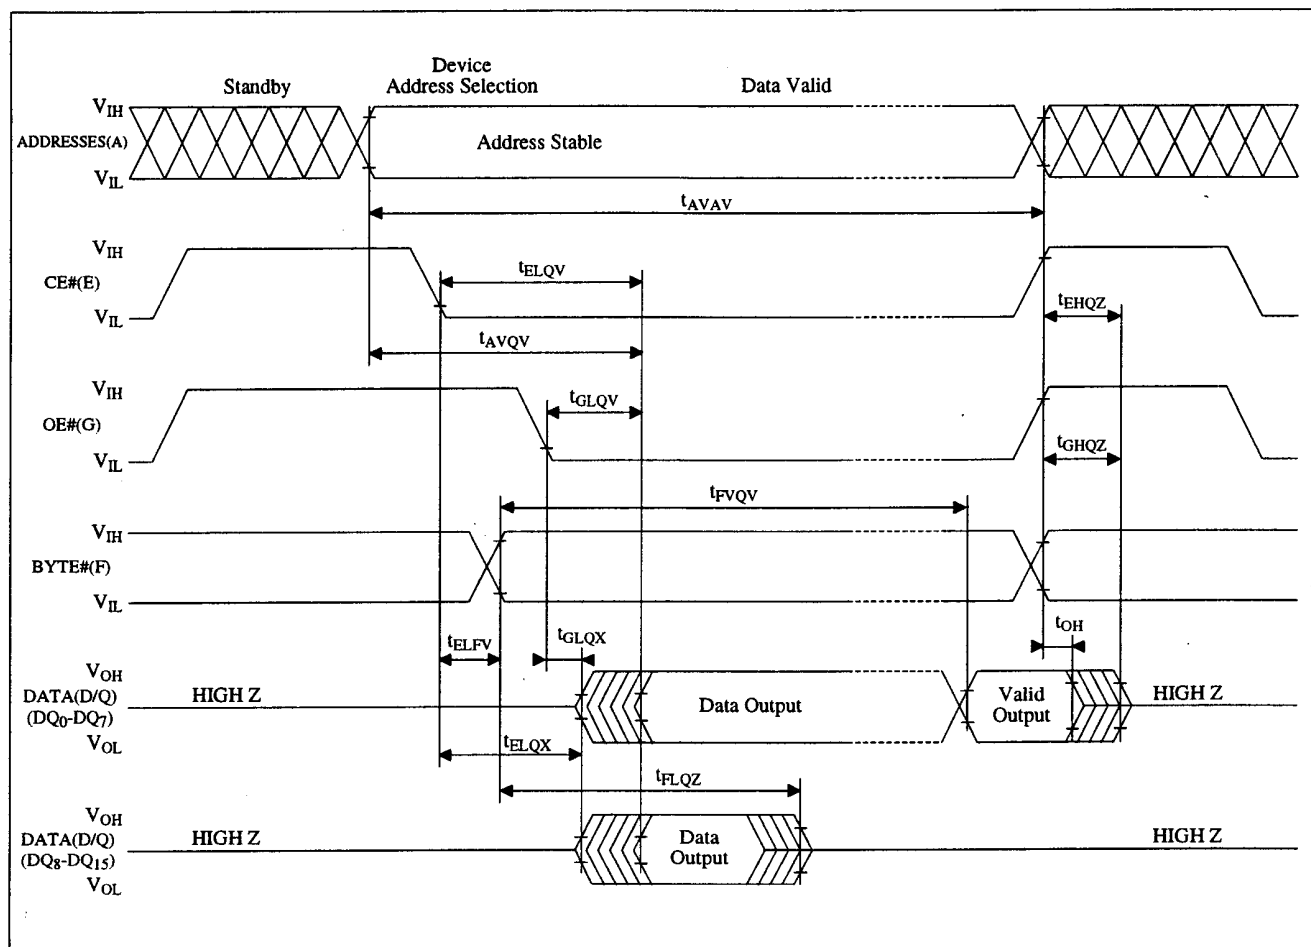 Standby
Device
Address Selection
Data Valid
VIH
ADDRESSES(A)
Address Stable
VIL
tAVAV
VIH
tELQV
CE#(E)
tEHQZ
VIL
tAVQV
VIH
tGLQV
OE#(G)
tGHQZ
VIL
tFVQV
VIH
BYTE#(F)
VIL
tELFV
tGLQX
tOH
VOH
DATA(D/Q)
HIGH Z
Data Output
Valid
Output
HIGH Z
(DQ0-DQ7)
VOL
tELQX
tFLQZ
VOH
DATA(D/Q)
HIGH Z
Data
Output
HIGH Z
(DQ8-DQ15)
VOL